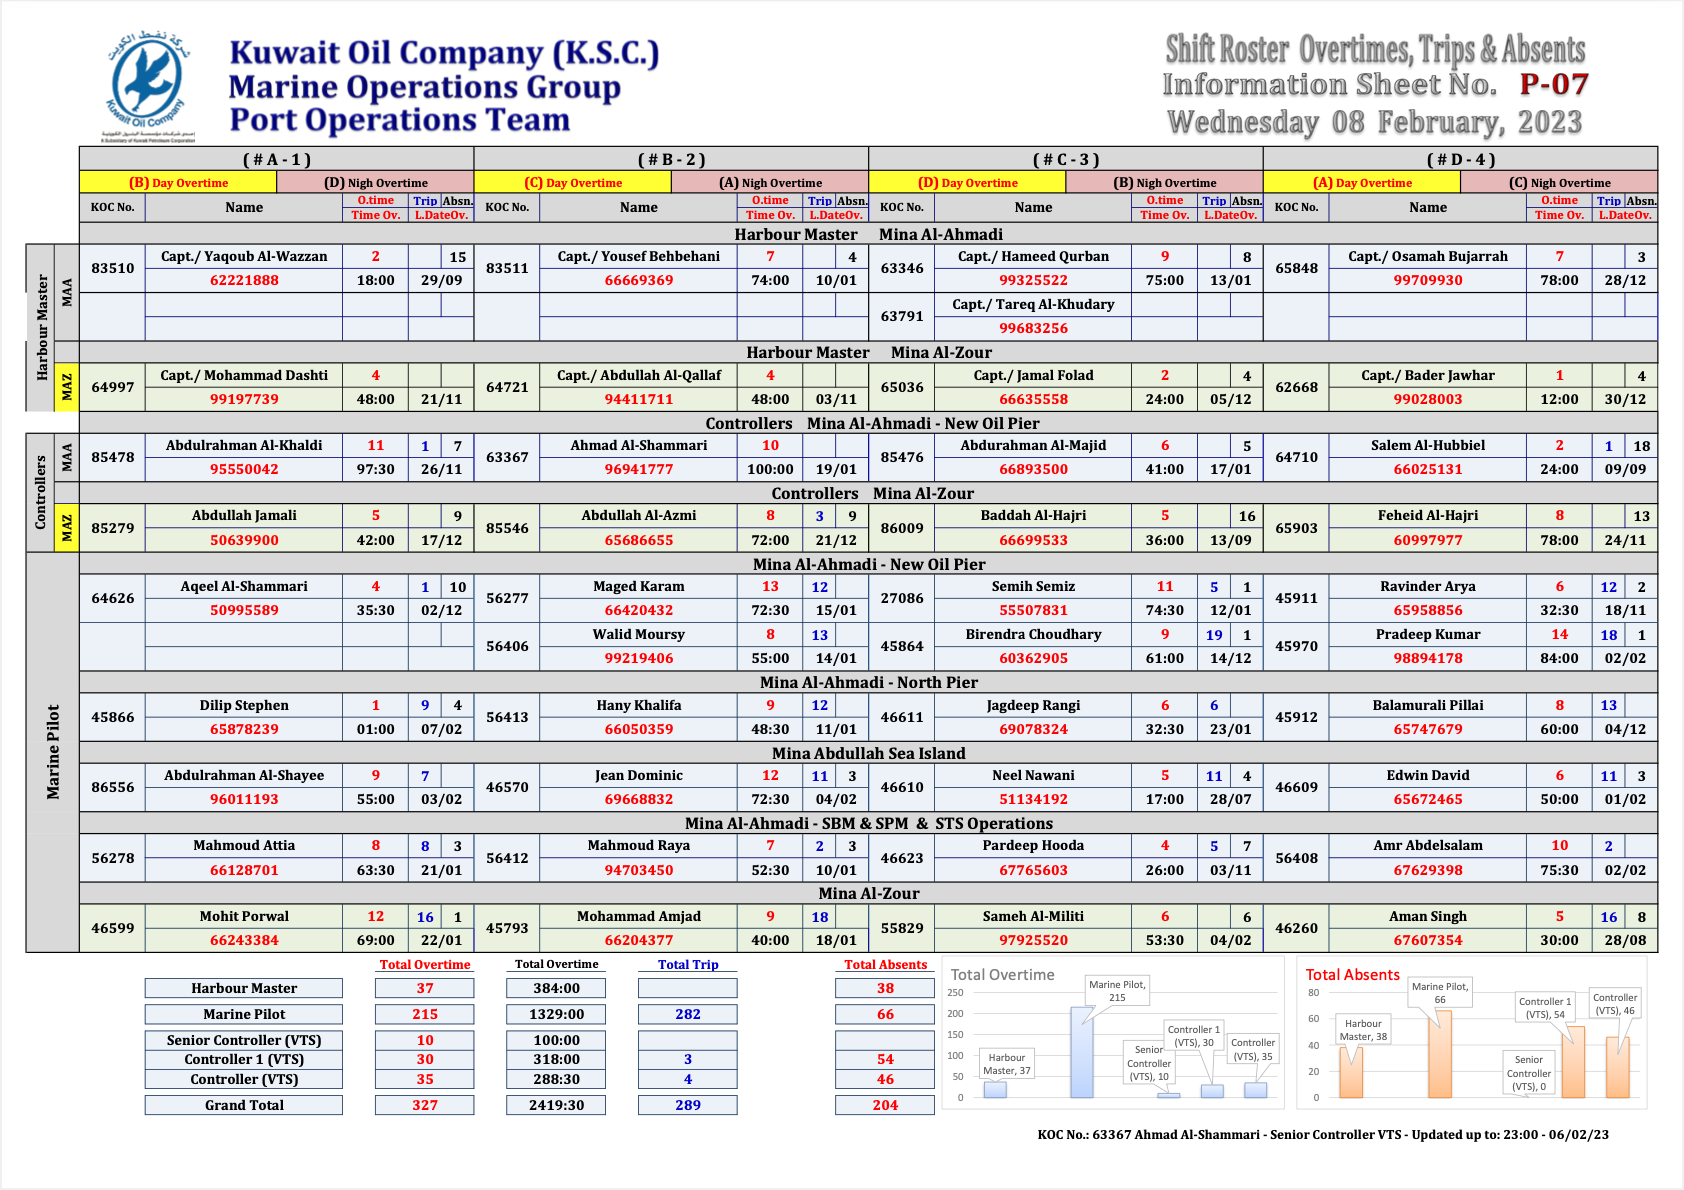 شركة نفط الكويت
Kuwait Oil Company
إحدى شركات مؤسسة البترول الكويتية
A Subsidiary of Kuwait Petroleum Corporation
Kuwait Oil Company (K.S.C.)
Marine Operations Group
Port Operations Team
Shift Roster Overtimes, Trips & Absents
Information Sheet No. P-07
Wednesday 08 February, 2023
( # A - 1 ) ( # B - 2 ) ( # C - 3 ) ( # D - 4 )
(B) Day Overtime (D) Nigh Overtime (C) Day Overtime (A) Nigh Overtime (D) Day Overtime (B) Nigh Overtime (A) Day Overtime (C) Nigh Overtime
KOC No. Name O.time Trip Absn. KOC No. Name O.time Trip Absn. KOC No. Name O.time Trip Absn. KOC No. Name O.time Trip Absn.
Time Ov. L.DateOv. Time Ov. L.DateOv. Time Ov. L.DateOv. Time Ov. L.DateOv.
Harbour Master Mina Al-Ahmadi
Harbour Master
MAA
83510 Capt./ Yaqoub Al-Wazzan 2 15 83511 Capt./ Yousef Behbehani 7 4 63346 Capt./ Hameed Qurban 9 8 65848 Capt./ Osamah Bujarrah 7 3
62221888 18:00 29/09 66669369 74:00 10/01 99325522 75:00 13/01 99709930 78:00 28/12
63791 Capt./ Tareq Al-Khudary
99683256
Harbour Master Mina Al-Zour
MAZ
64997 Capt./ Mohammad Dashti 4 64721 Capt./ Abdullah Al-Qallaf 4 65036 Capt./ Jamal Folad 2 4 62668 Capt./ Bader Jawhar 1 4
99197739 48:00 21/11 94411711 48:00 03/11 66635558 24:00 05/12 99028003 12:00 30/12
Controllers Mina Al-Ahmadi - New Oil Pier
Controllers
MAA
85478 Abdulrahman Al-Khaldi 11 1 7 63367 Ahmad Al-Shammari 10 85476 Abdurahman Al-Majid 6 5 64710 Salem Al-Hubbiel 2 1 18
95550042 97:30 26/11 96941777 100:00 19/01 66893500 41:00 17/01 66025131 24:00 09/09
Controllers Mina Al-Zour
MAZ
85279 Abdullah Jamali 5 9 85546 Abdullah Al-Azmi 8 3 9 86009 Baddah Al-Hajri 5 16 65903 Feheid Al-Hajri 8 13
50639900 42:00 17/12 65686655 72:00 21/12 66699533 36:00 13/09 60997977 78:00 24/11
Mina Al-Ahmadi - New Oil Pier
Marine Pilot
64626 Aqeel Al-Shammari 4 1 10 56277 Maged Karam 13 12 27086 Semih Semiz 11 5 1 45911 Ravinder Arya 6 12 2
50995589 35:30 02/12 66420432 72:30 15/01 55507831 74:30 12/01 65958856 32:30 18/11
56406 Walid Moursy 8 13 45864 Birendra Choudhary 9 19 1 45970 Pradeep Kumar 14 18 1
99219406 55:00 14/01 60362905 61:00 14/12 98894178 84:00 02/02
Mina Al-Ahmadi - North Pier
45866 Dilip Stephen 1 9 4 56413 Hany Khalifa 9 12 46611 Jagdeep Rangi 6 6 45912 Balamurali Pillai 8 13
65878239 01:00 07/02 66050359 48:30 11/01 69078324 32:30 23/01 65747679 60:00 04/12
Mina Abdullah Sea Island
86556 Abdulrahman Al-Shayee 9 7 46570 Jean Dominic 12 11 3 46610 Neel Nawani 5 11 4 46609 Edwin David 6 11 3
96011193 55:00 03/02 69668832 72:30 04/02 51134192 17:00 28/07 65672465 50:00 01/02
Mina Al-Ahmadi - SBM & SPM & STS Operations
56278 Mahmoud Attia 8 8 3 56412 Mahmoud Raya 7 2 3 46623 Pardeep Hooda 4 5 7 56408 Amr Abdelsalam 10 2
66128701 63:30 21/01 94703450 52:30 10/01 67765603 26:00 03/11 67629398 75:30 02/02
Mina Al-Zour
46599 Mohit Porwal 12 16 1 45793 Mohammad Amjad 9 18 55829 Sameh Al-Militi 6 6 46260 Aman Singh 5 16 8
66243384 69:00 22/01 66204377 40:00 18/01 97925520 53:30 04/02 67607354 30:00 28/08
Total Overtime Total Overtime Total Trip Total Absents
Harbour Master 37 384:00 38
Marine Pilot 215 1329:00 282 66
Senior Controller (VTS) 10 100:00
Controller 1 (VTS) 30 318:00 3 54
Controller (VTS) 35 288:30 4 46
Grand Total 327 2419:30 289 204
Total Overtime
250
200
150
100
50
0
Harbour
Master, 37
Marine Pilot,
215
Senior
Controller
(VTS), 10
Controller 1
(VTS), 30
Controller
(VTS), 35
Total Absents
80
60
40
20
0
Harbour
Master, 38
Marine Pilot,
66
Senior
Controller
(VTS), 0
Controller 1
(VTS), 54
Controller
(VTS), 46
KOC No.: 63367 Ahmad Al-Shammari - Senior Controller VTS - Updated up to: 23:00 - 06/02/23